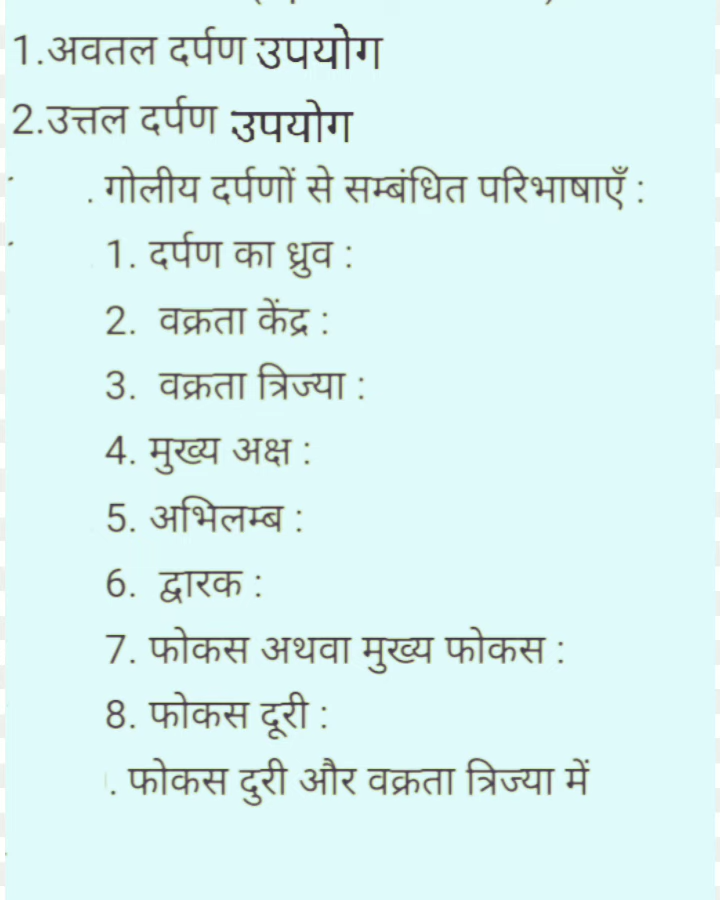 1.अवतल दर्पण उपयोग
2.उत्तल दर्पण उपयोग
. गोलीय दर्पणों से सम्बंधित परिभाषाएँ :
1. दर्पण का ध्रुव :
2. वक्रता केंद्र :
3. वक्रता त्रिज्या :
4. मुख्य अक्ष :
5. अभिलम्ब :
6. द्वारक :
7. फोकस अथवा मुख्य फोकस :
8. फोकस दूरी :
. फोकस दुरी और वक्रता त्रिज्या में